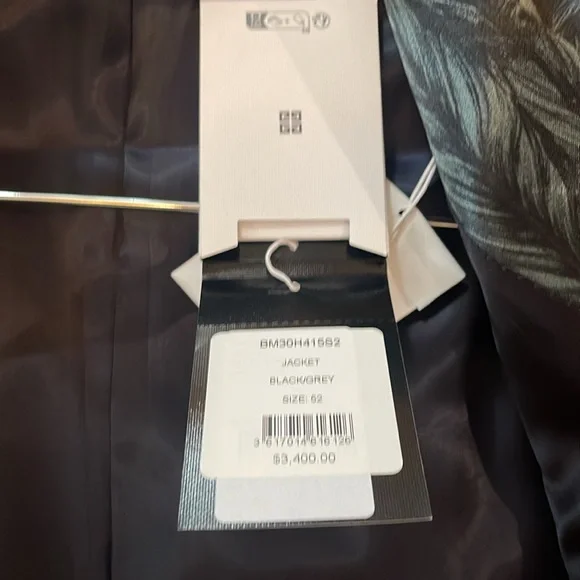 BM30H415S2
JACKET
BLACK/GREY
SIZE: 52
3 617014 616126
$3,400.00